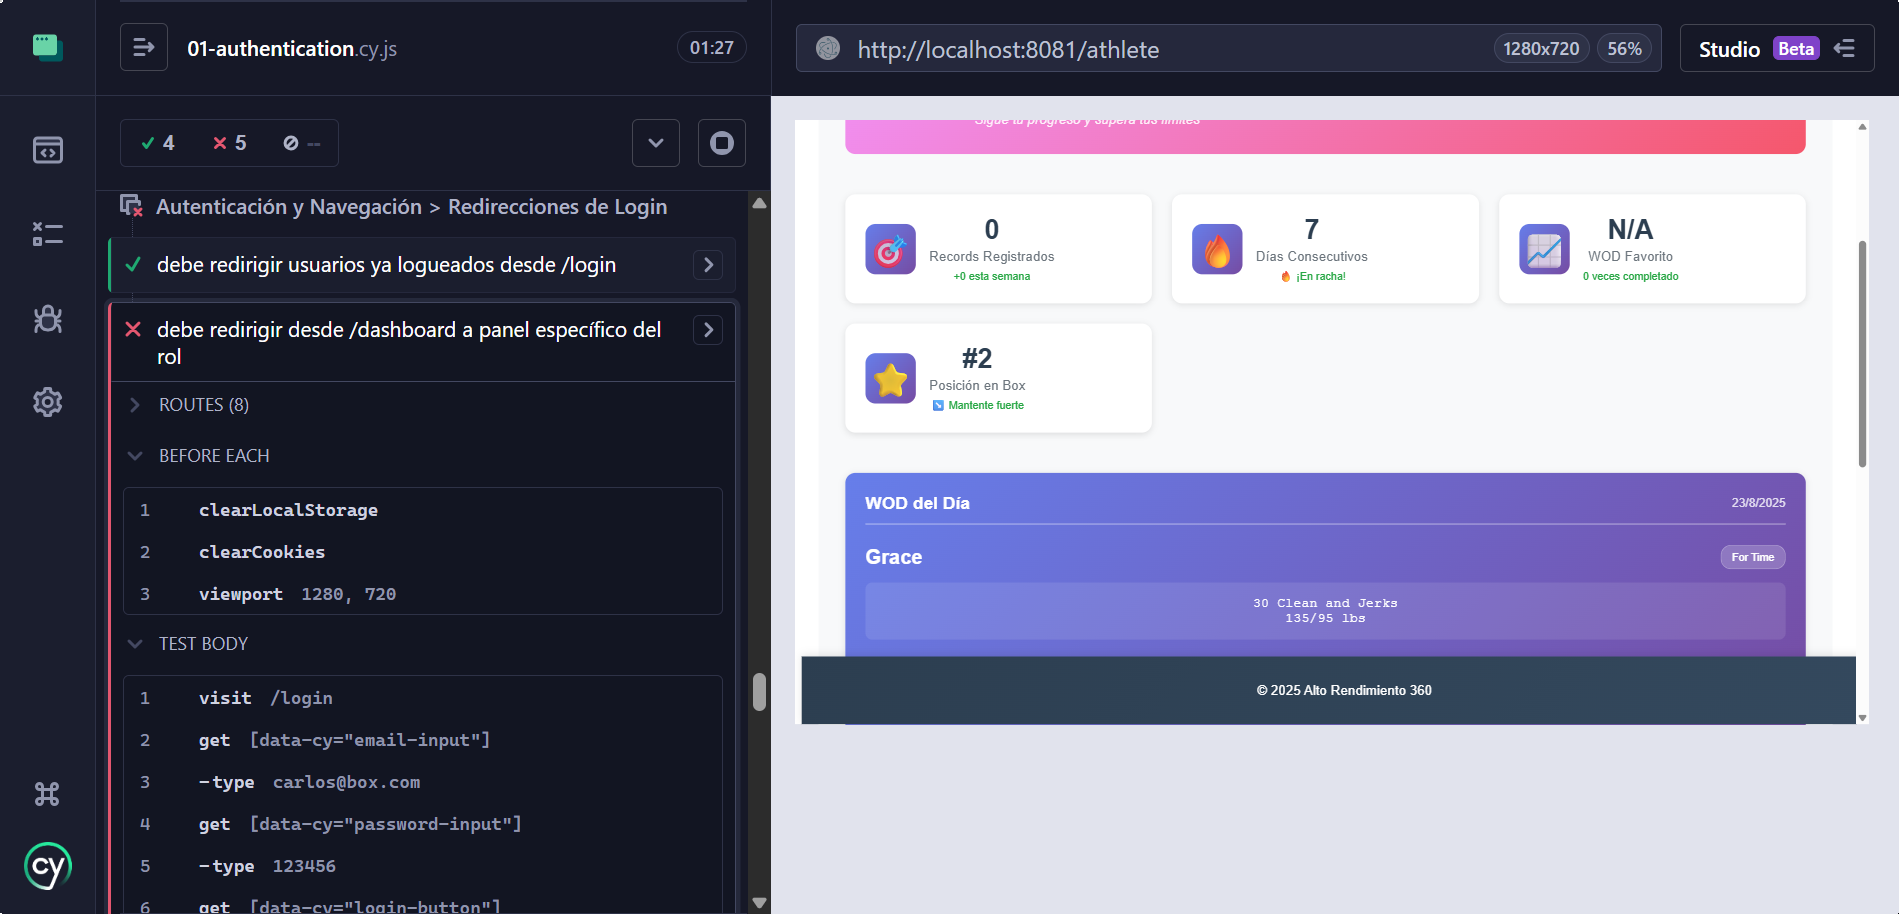 01-authentication.cy.js
01:27
4 5 --
Autenticación y Navegación > Redirecciones de Login
debe redirigir usuarios ya logueados desde /login
debe redirigir desde /dashboard a panel específico del
rol
ROUTES (8)
BEFORE EACH
1 clearLocalStorage
2 clearCookies
3 viewport 1280, 720
TEST BODY
1 visit /login
2 get [data-cy="email-input"]
3 -type carlos@box.com
4 get [data-cy="password-input"]
5 -type 123456
6 get [data-cy="login-button"]
cy
http://localhost:8081/athlete
1280x720 56%
Studio Beta
Sigue tu progreso y supera tus límites
0
Records Registrados
+0 esta semana
7
Días Consecutivos
🔥 ¡En racha!
N/A
WOD Favorito
0 veces completado
#2
Posición en Box
↘️ Mantente fuerte
WOD del Día
23/8/2025
Grace
For Time
30 Clean and Jerks
135/95 lbs
© 2025 Alto Rendimiento 360